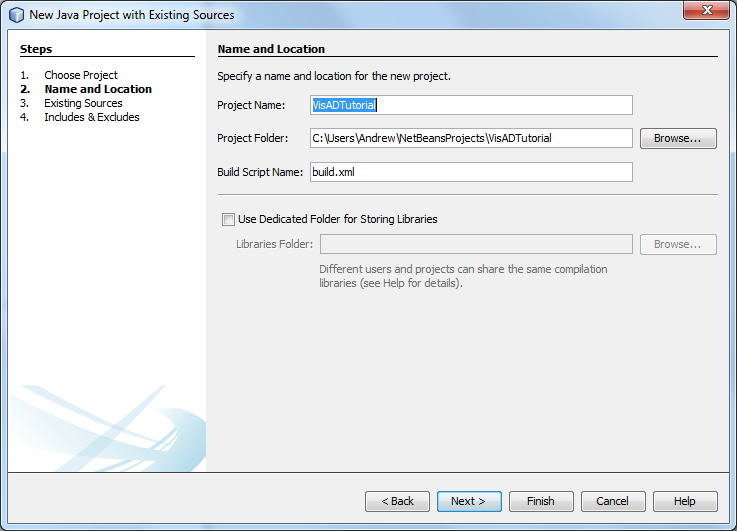 New Java Project with Existing Sources
Steps
1. Choose Project
2. Name and Location
3. Existing Sources
4. Includes & Excludes
Name and Location
Specify a name and location for the new project.
Project Name: VisADTutorial
Project Folder: C:\Users\Andrew\NetBeansProjects\VisADTutorial Browse...
Build Script Name: build.xml
Use Dedicated Folder for Storing Libraries
Libraries Folder: Browse...
Different users and projects can share the same compilation
libraries (see Help for details).
< Back Next > Finish Cancel Help